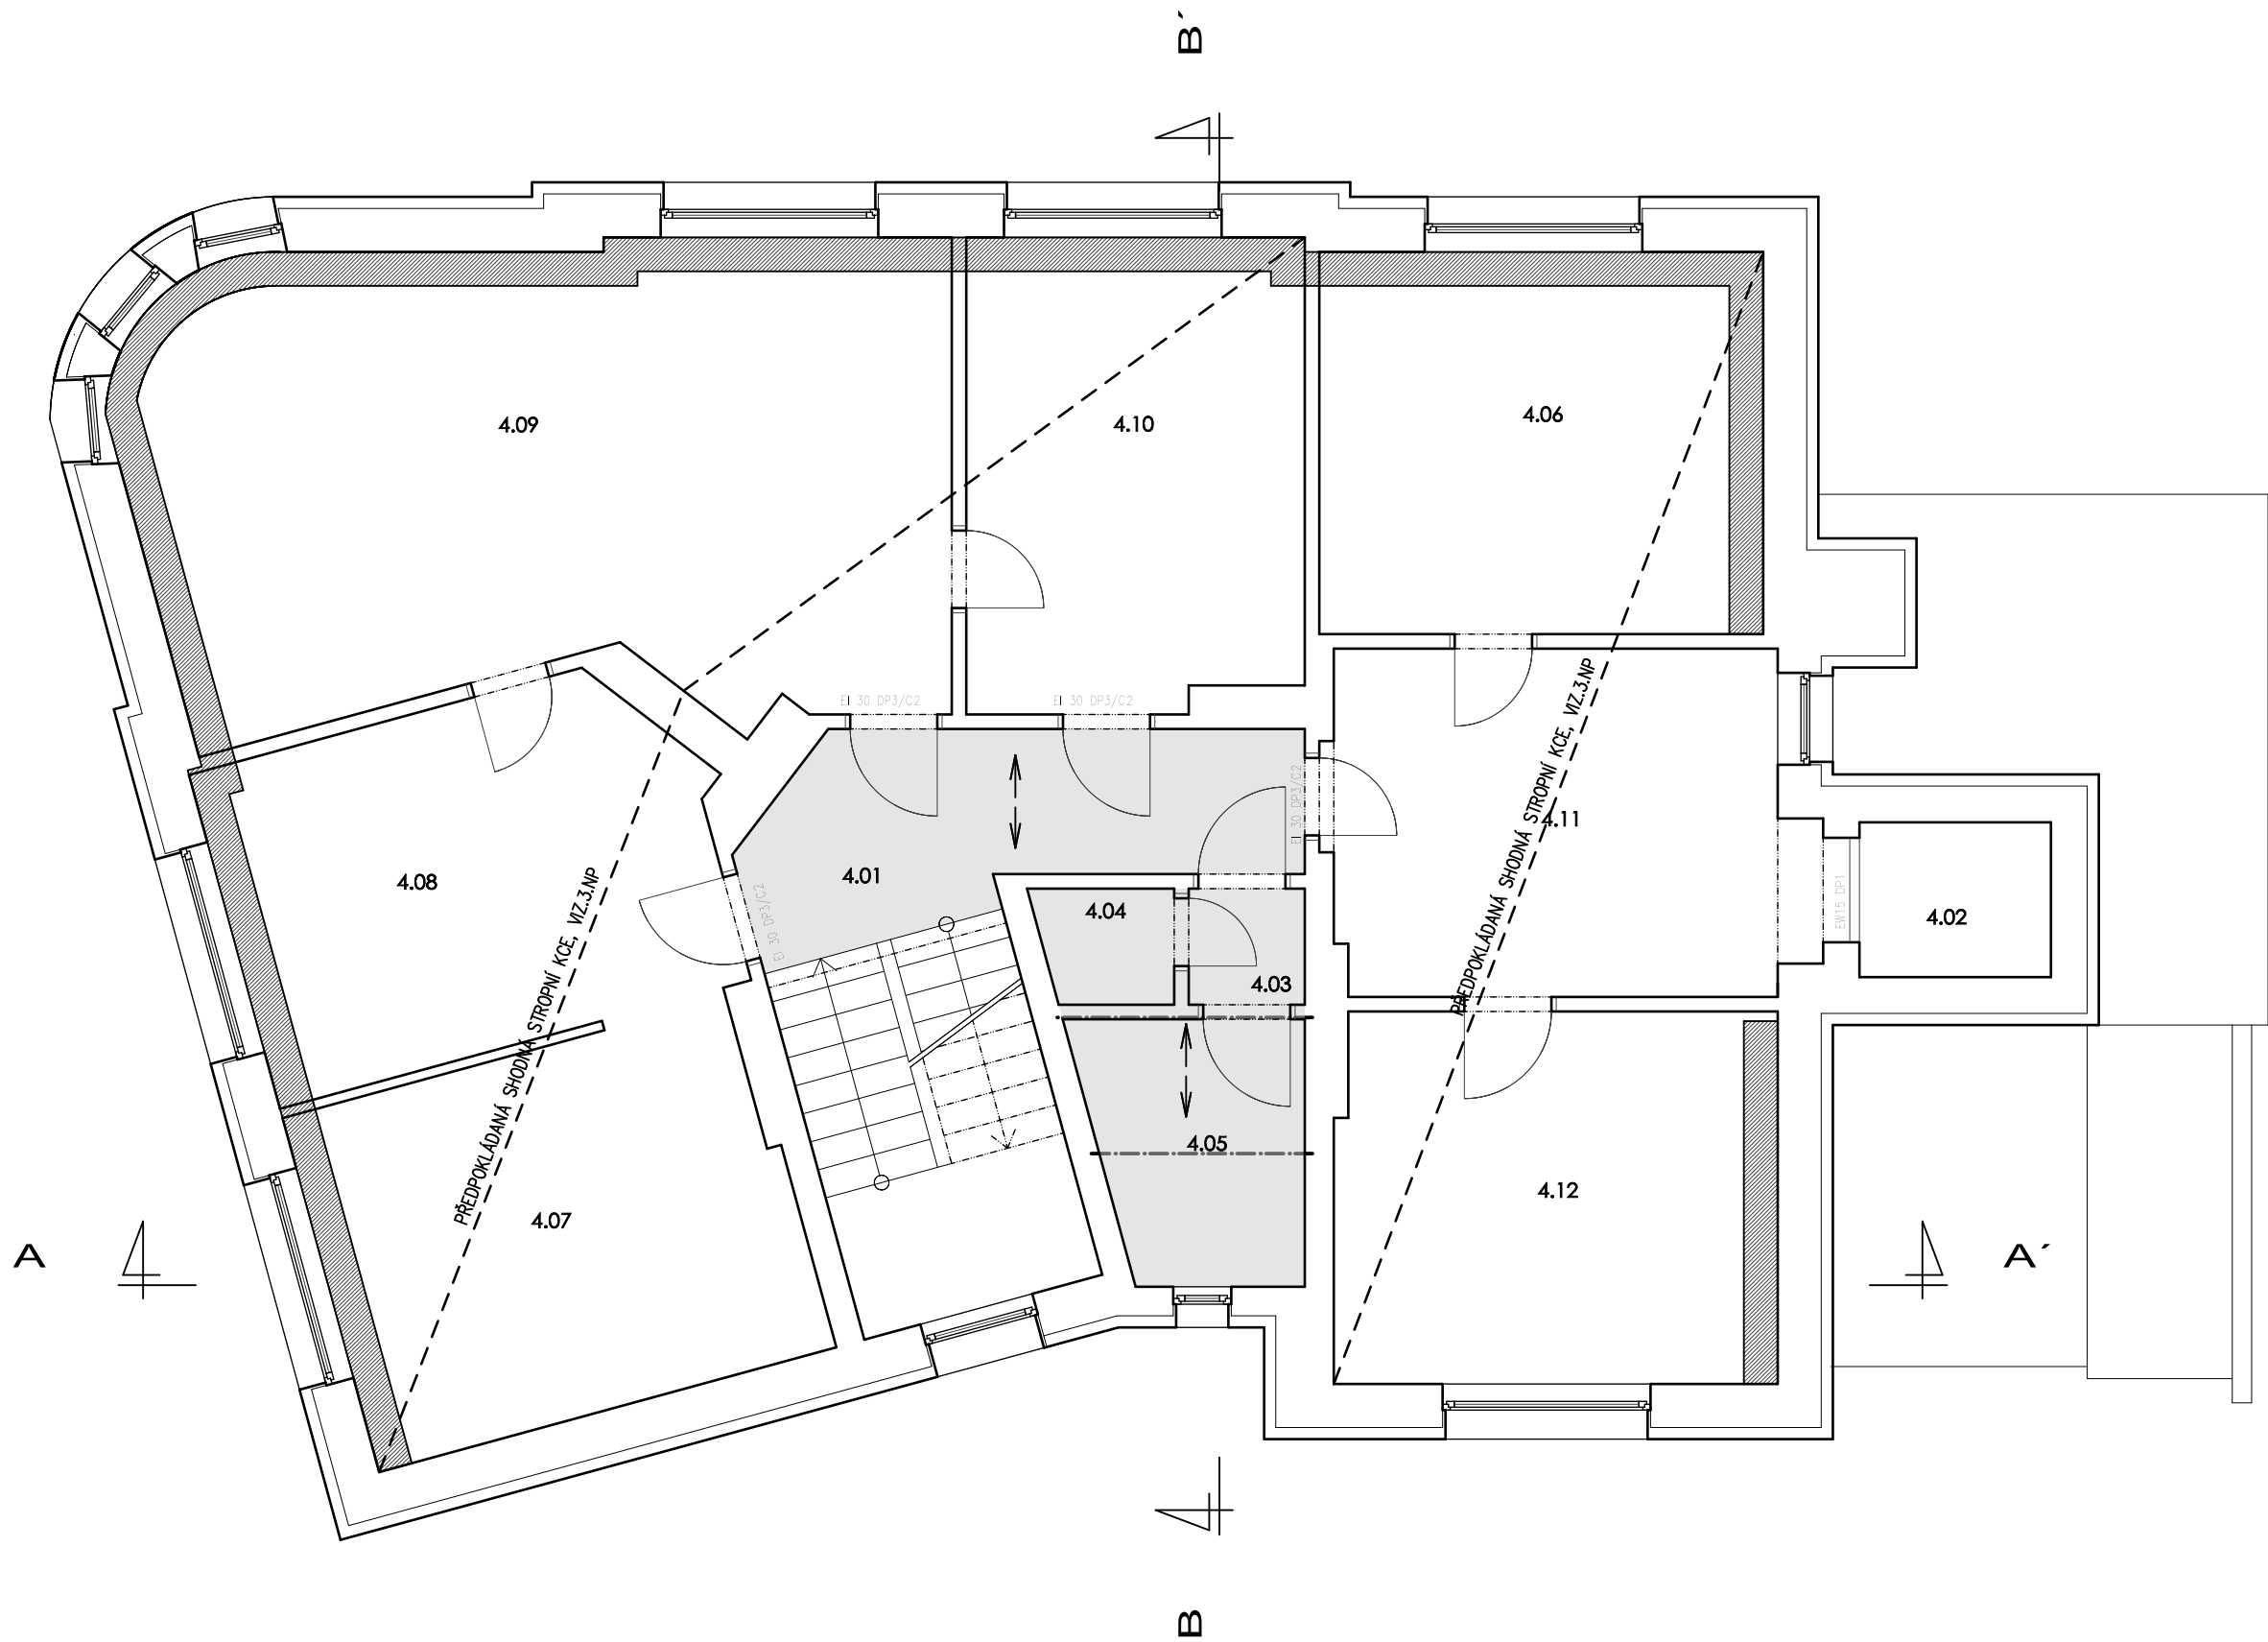 B´
4.09
4.10
4.06
EI 30 DP3/C2
EI 30 DP3/C2
EI 30 DP3/C2
EI 30 DP3/C2
PŘEDPOKLÁDANÁ SHODNÁ STROPNÍ KCE, VIZ.3.NP
PŘEDPOKLÁDANÁ SHODNÁ STROPNÍ KCE, VIZ.3.NP
4.11
4.08
4.01
4.04
4.02
EW15 DP1
4.03
4.05
4.12
4.07
A
A´
B